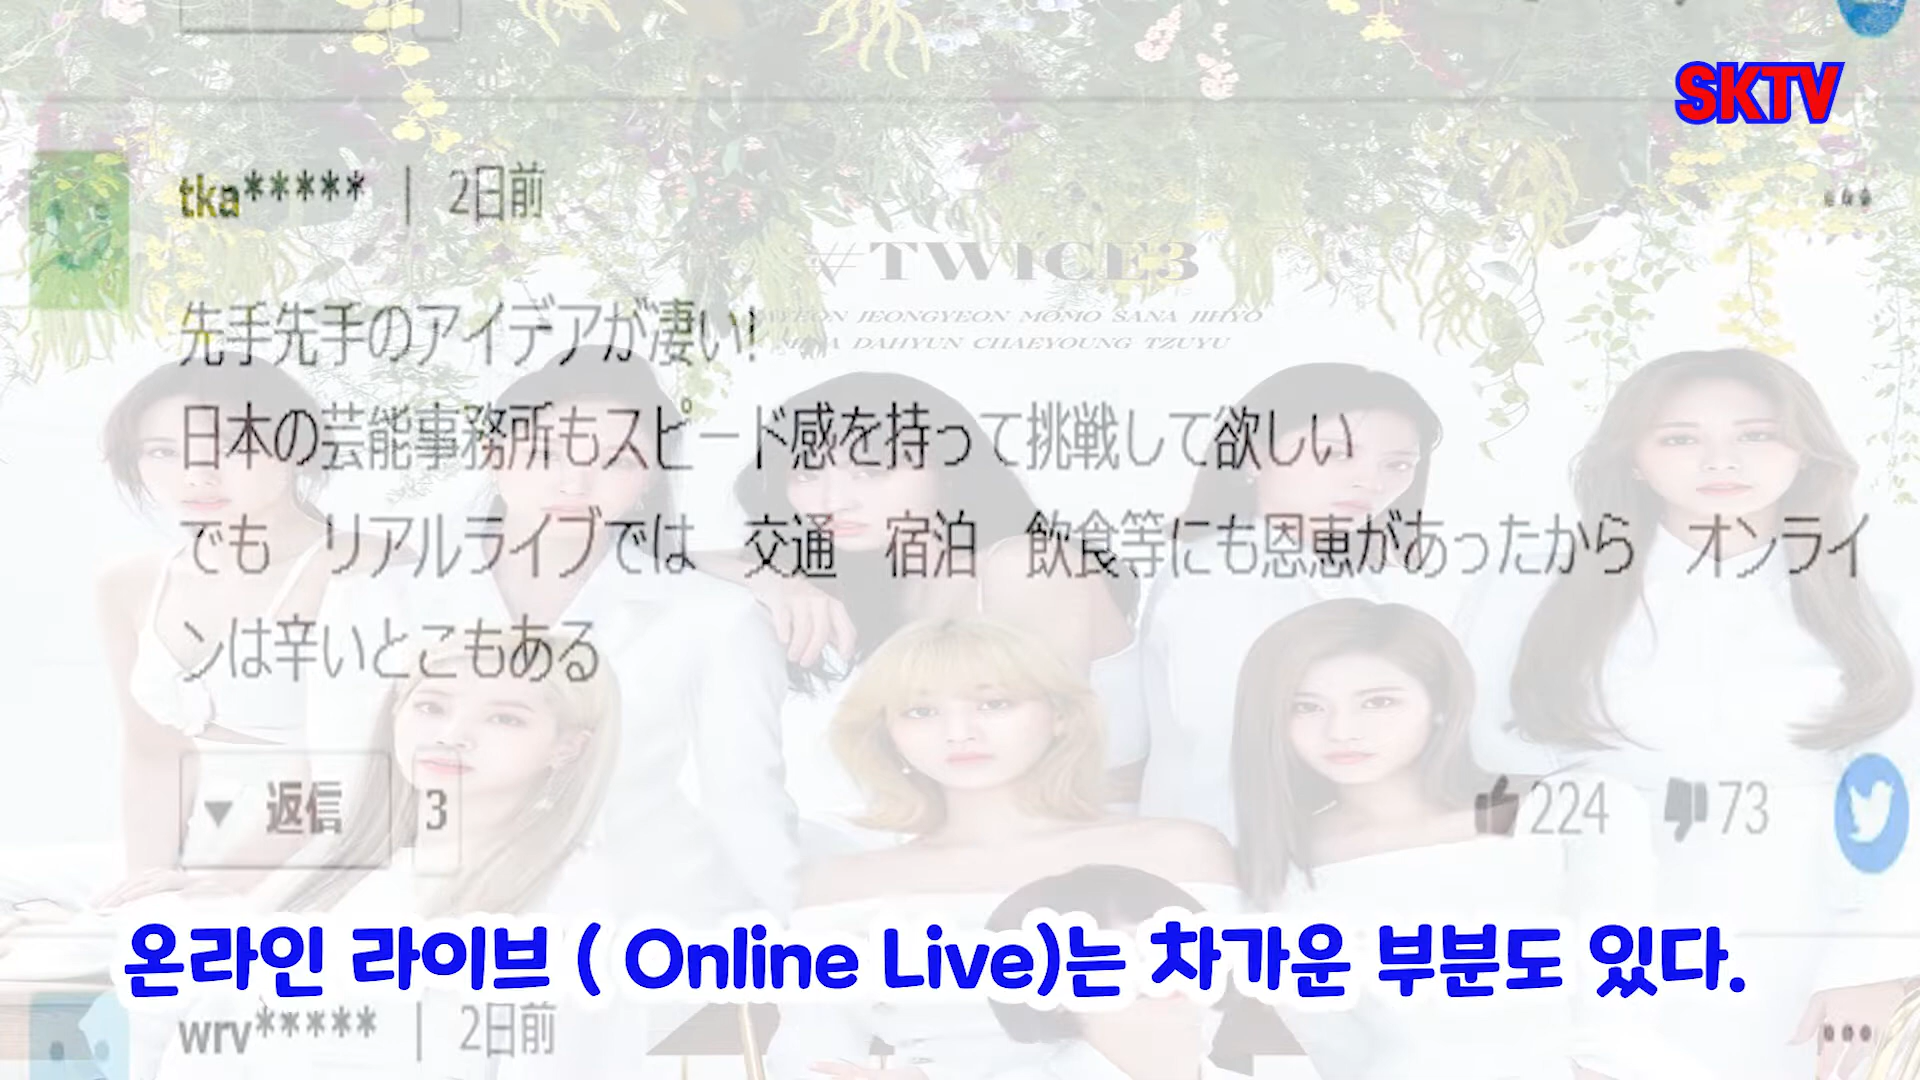 SKTV
tka***** | 2日前
#TWICE3
JEONGYEON MOMO SANA JIHYO
DAHYUN CHAEYOUNG TZUYU
先手先手のアイデアが凄い!
日本の芸能事務所もスピード感を持って挑戦して欲しい
でも リアルライブでは 交通 宿泊 飲食等にも恩恵があったから オンライ
ンは辛いとこもある
返信 3
224 73
온라인 라이브 ( Online Live)는 차가운 부분도 있다.
wrv***** | 2日前